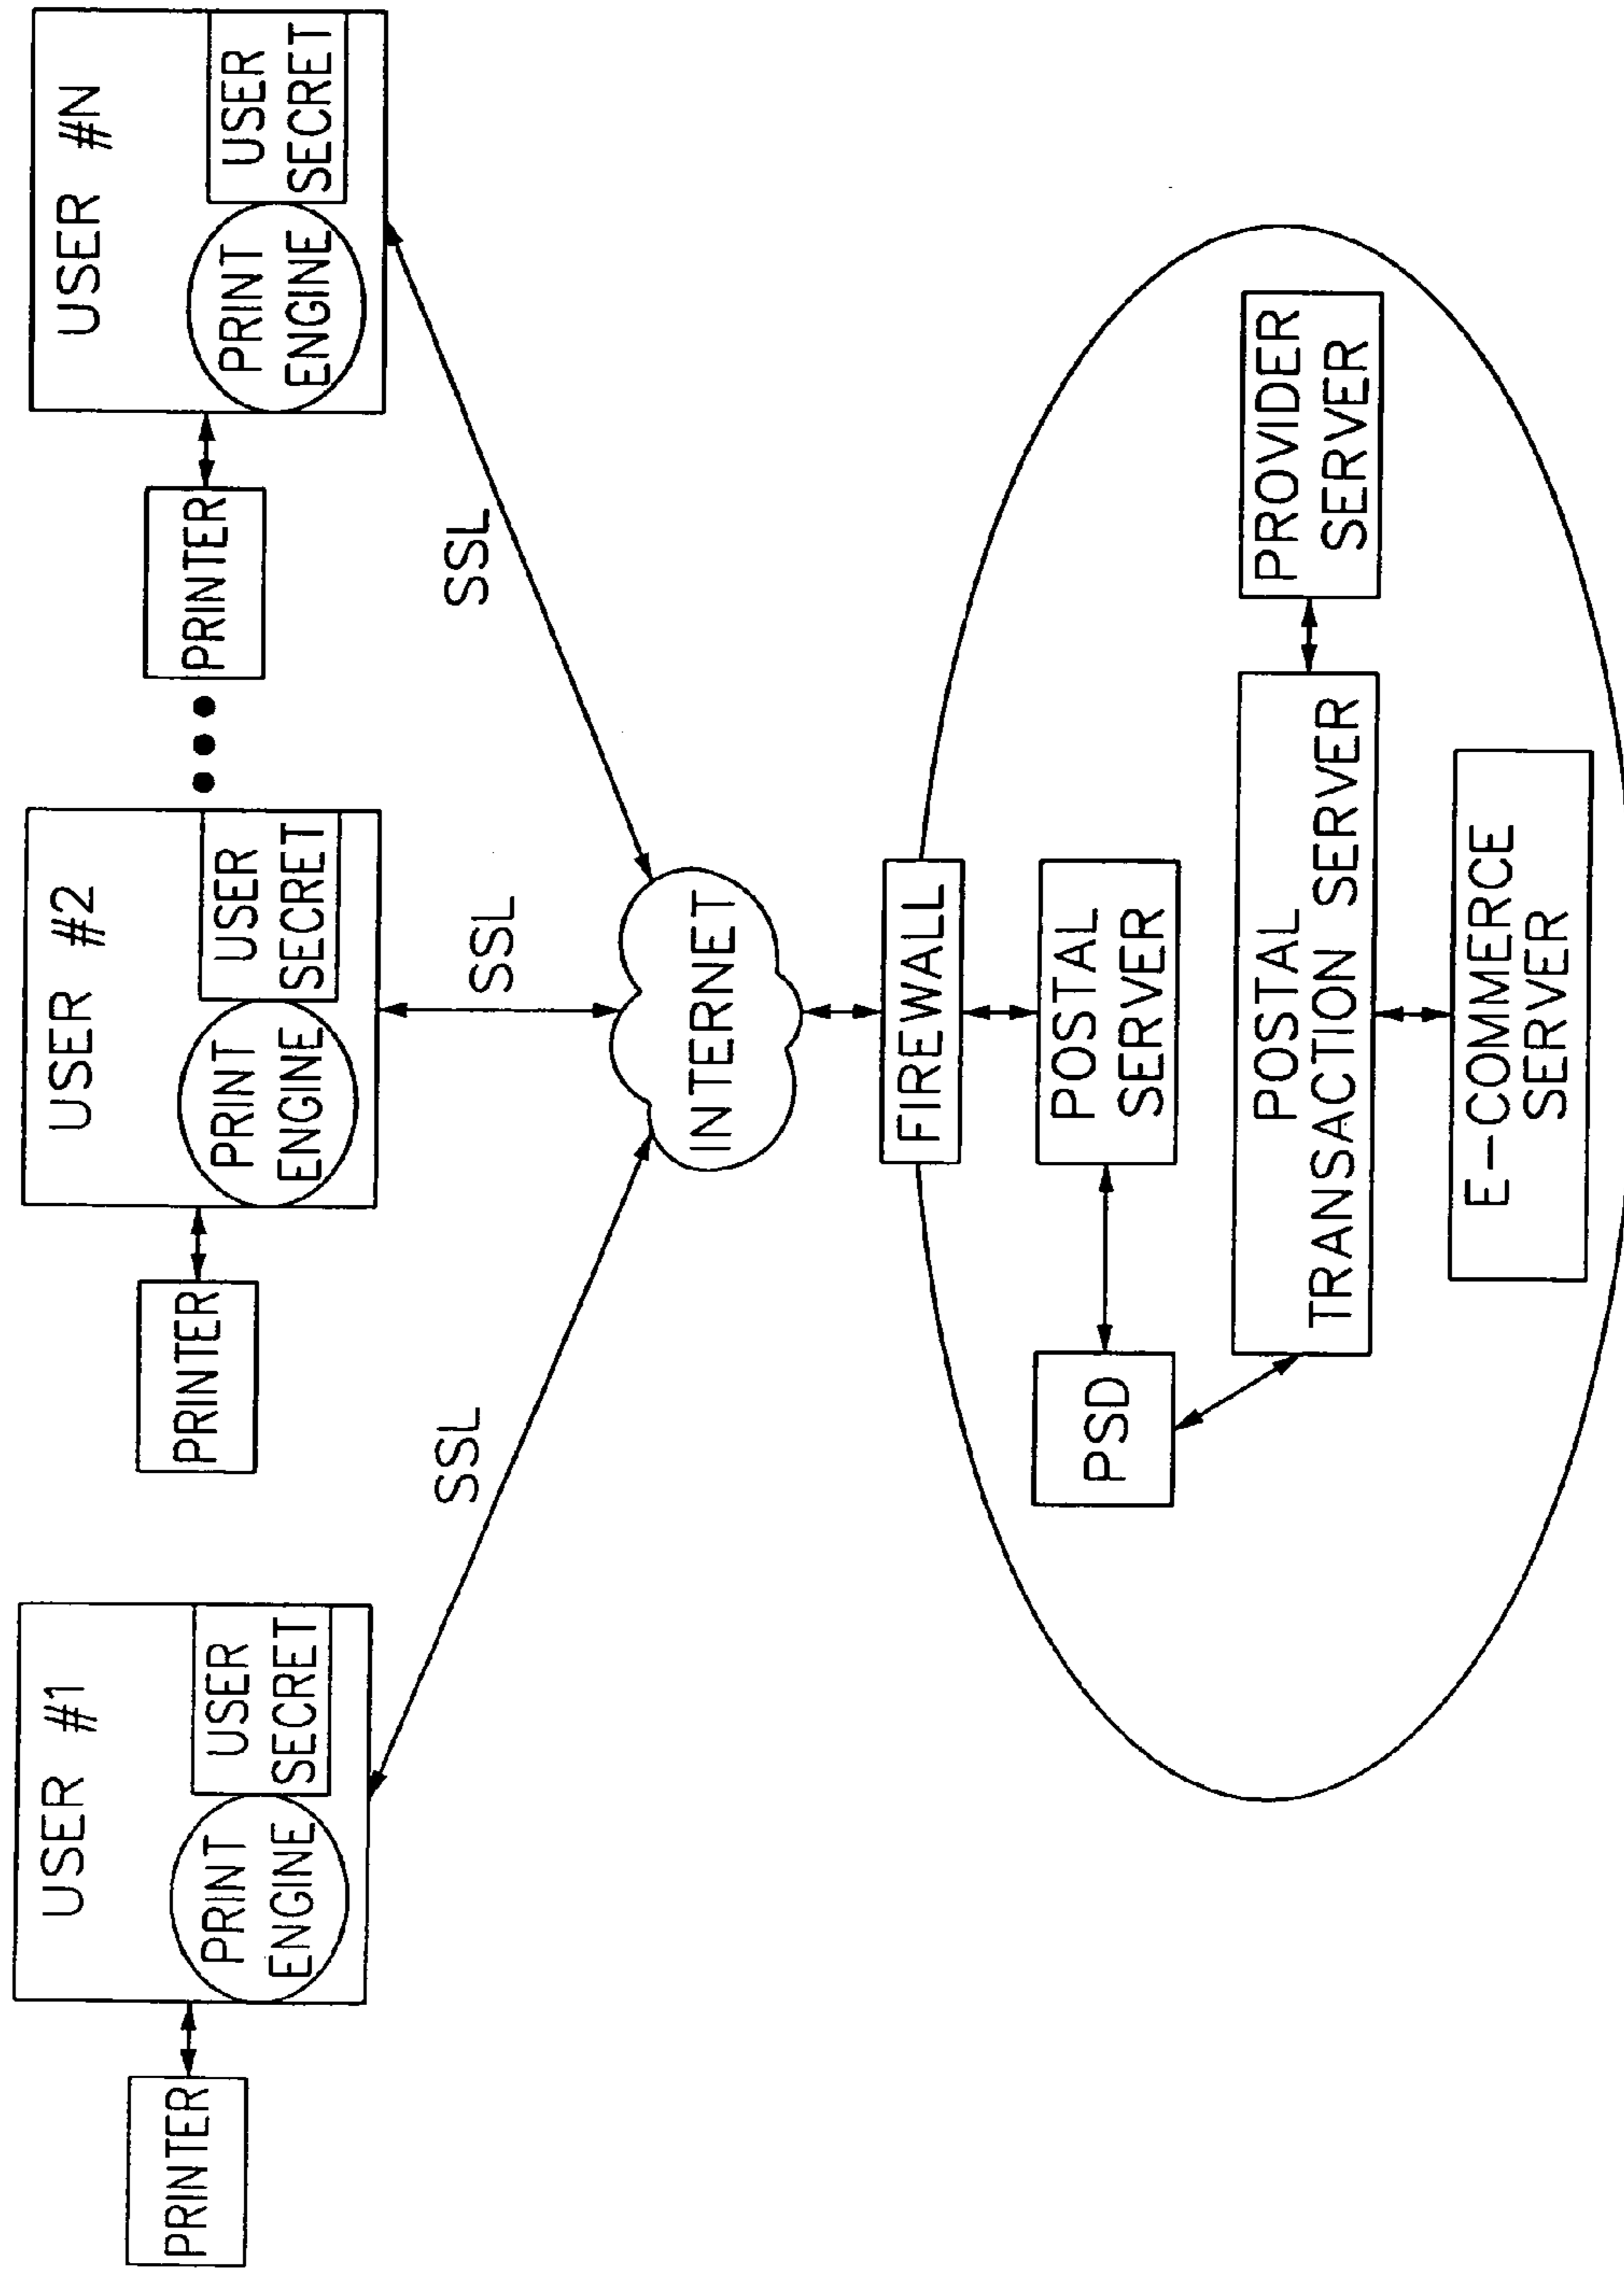 USER #1
PRINT
ENGINE
USER
SECRET
PRINTER
USER #2
PRINT
ENGINE
USER
SECRET
PRINTER
USER #N
PRINT
ENGINE
USER
SECRET
PRINTER
SSL
SSL
SSL
INTERNET
FIREWALL
PSD
POSTAL
SERVER
POSTAL
TRANSACTION SERVER
PROVIDER
SERVER
E-COMMERCE
SERVER